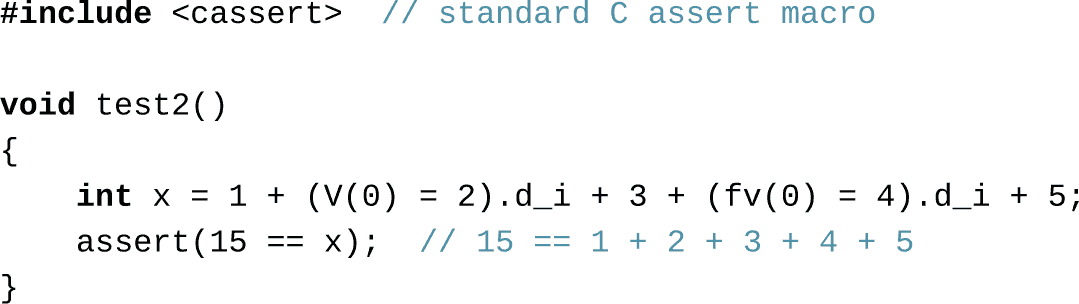 #include <cassert>  // standard C assert macro

void test2()
{
    int x = 1 + (V(0) = 2).d_i + 3 + (fv(0) = 4).d_i + 5;
    assert(15 == x);  // 15 == 1 + 2 + 3 + 4 + 5
}